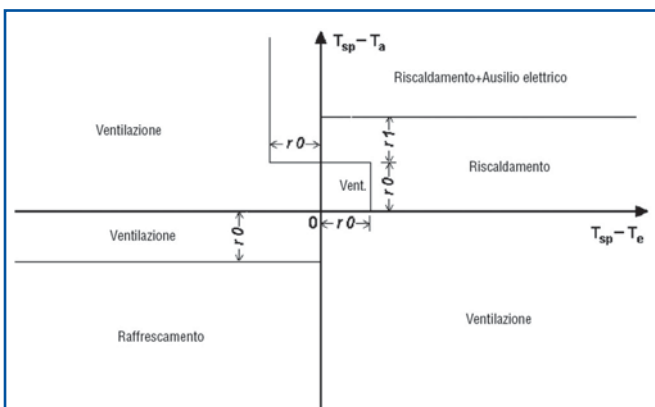 T_sp – T_a
Riscaldamento+Ausilio elettrico
Ventilazione
r0
r1
Vent.
r0
Riscaldamento
0
r0
T_sp – T_e
Ventilazione
r0
Raffrescamento
Ventilazione